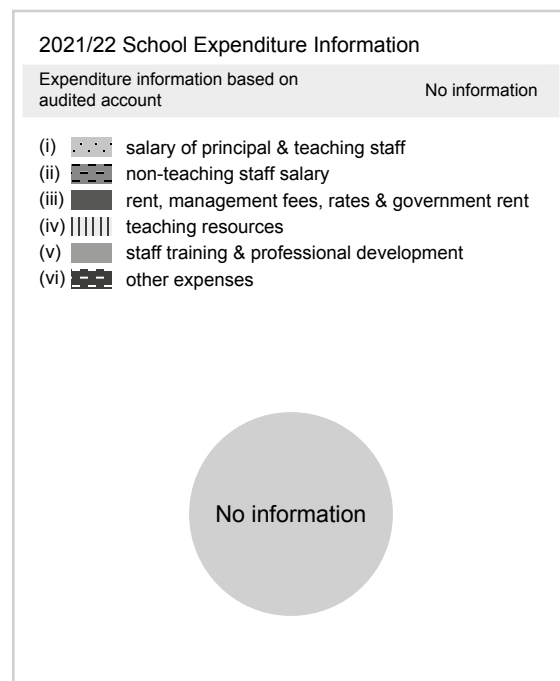 2021/22 School Expenditure Information
Expenditure information based on
audited account
No information
(i) salary of principal & teaching staff
(ii) non-teaching staff salary
(iii) rent, management fees, rates & government rent
(iv) teaching resources
(v) staff training & professional development
(vi) other expenses
No information